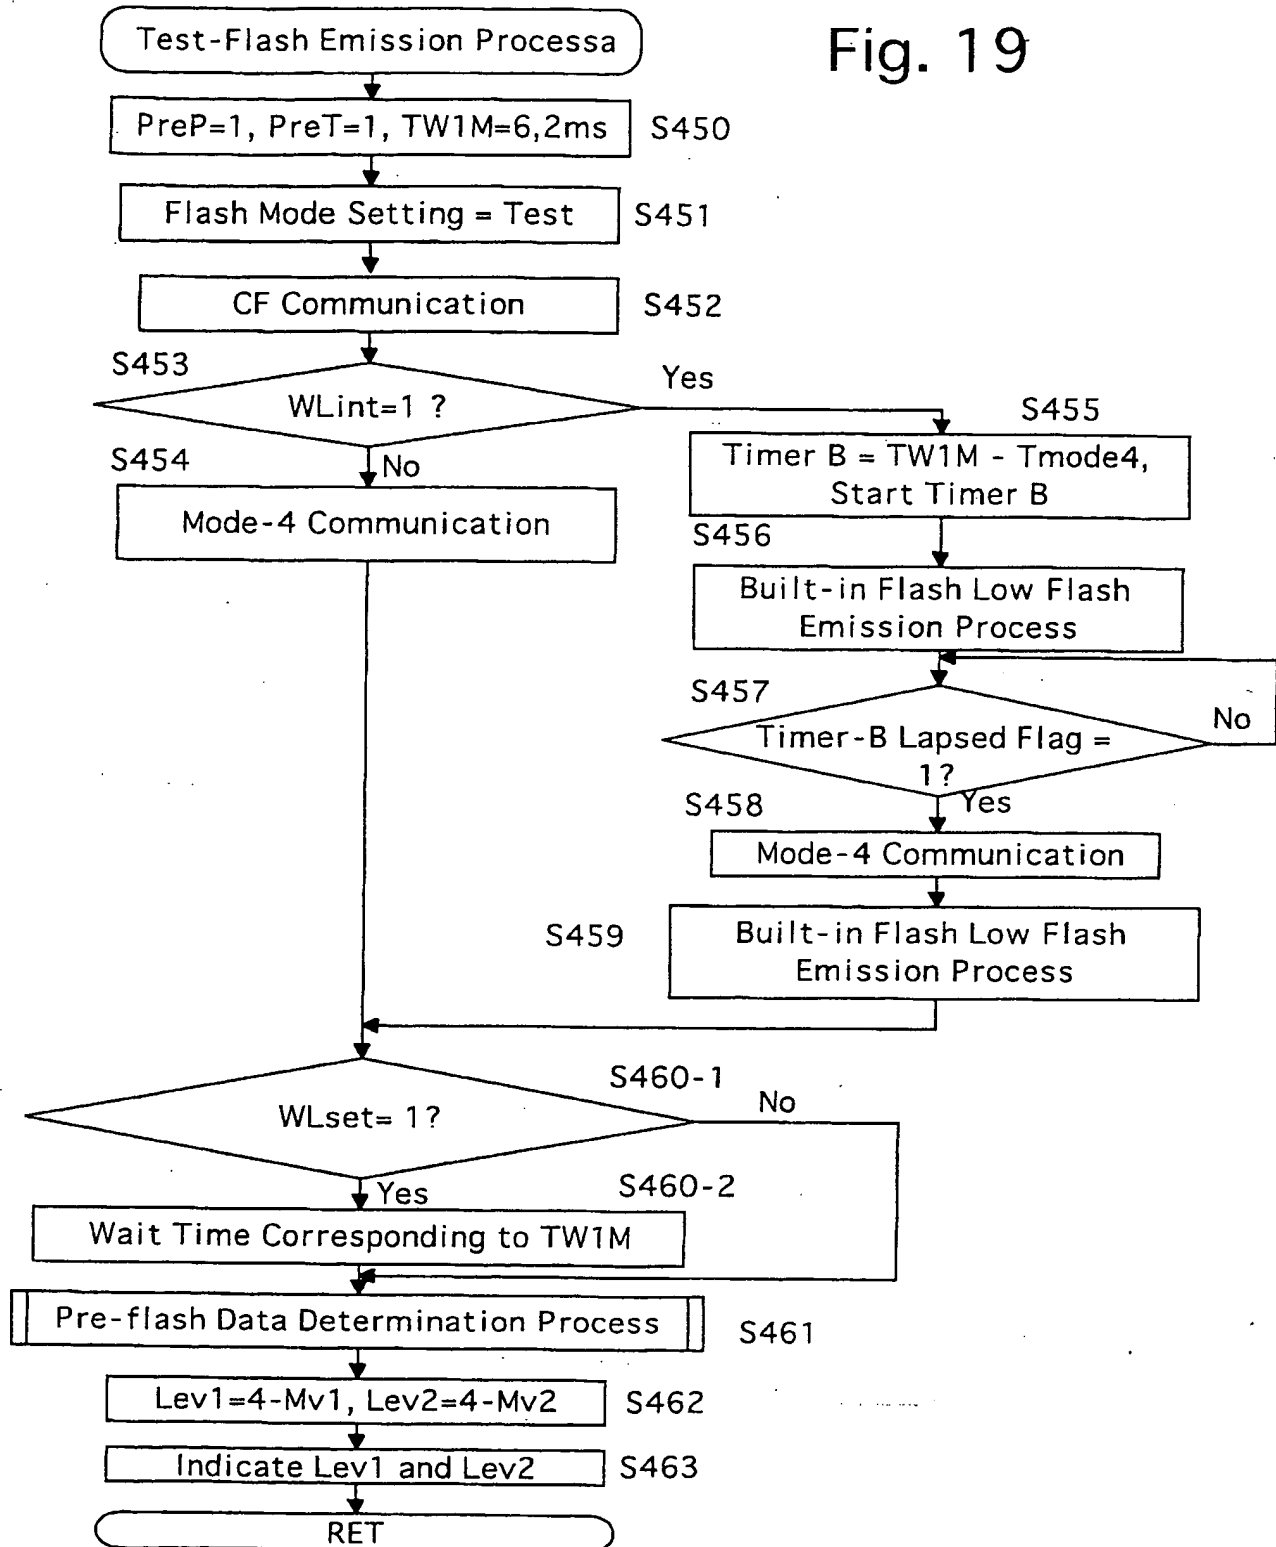 Fig. 19
Test-Flash Emission Processa
PreP=1, PreT=1, TW1M=6,2ms
S450
Flash Mode Setting = Test
S451
CF Communication
S452
S453
WLint=1 ?
Yes
No
S454
Mode-4 Communication
S455
Timer B = TW1M - Tmode4,
Start Timer B
S456
Built-in Flash Low Flash
Emission Process
S457
Timer-B Lapsed Flag =
1?
No
Yes
S458
Mode-4 Communication
S459
Built-in Flash Low Flash
Emission Process
S460-1
WLset= 1?
No
Yes
S460-2
Wait Time Corresponding to TW1M
Pre-flash Data Determination Process
S461
Lev1=4-Mv1, Lev2=4-Mv2
S462
Indicate Lev1 and Lev2
S463
RET